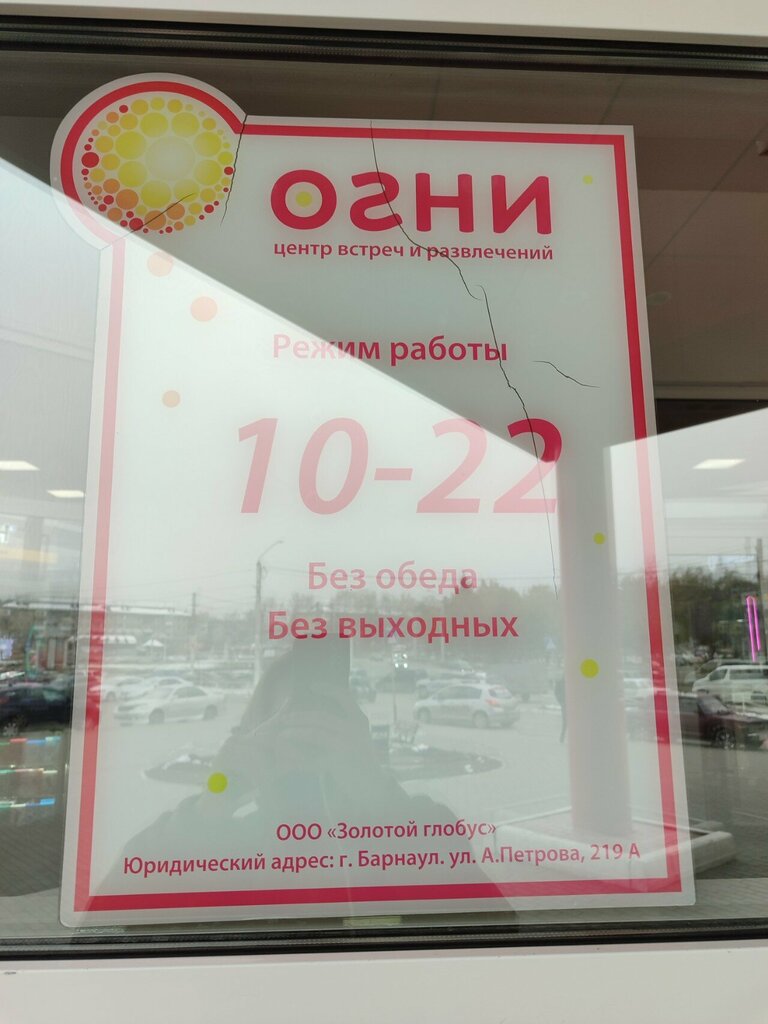 ОГНИ
центр встреч и развлечений
Режим работы
10-22
Без обеда
Без выходных
ООО «Золотой глобус»
Юридический адрес: г. Барнаул. ул. А.Петрова, 219 А